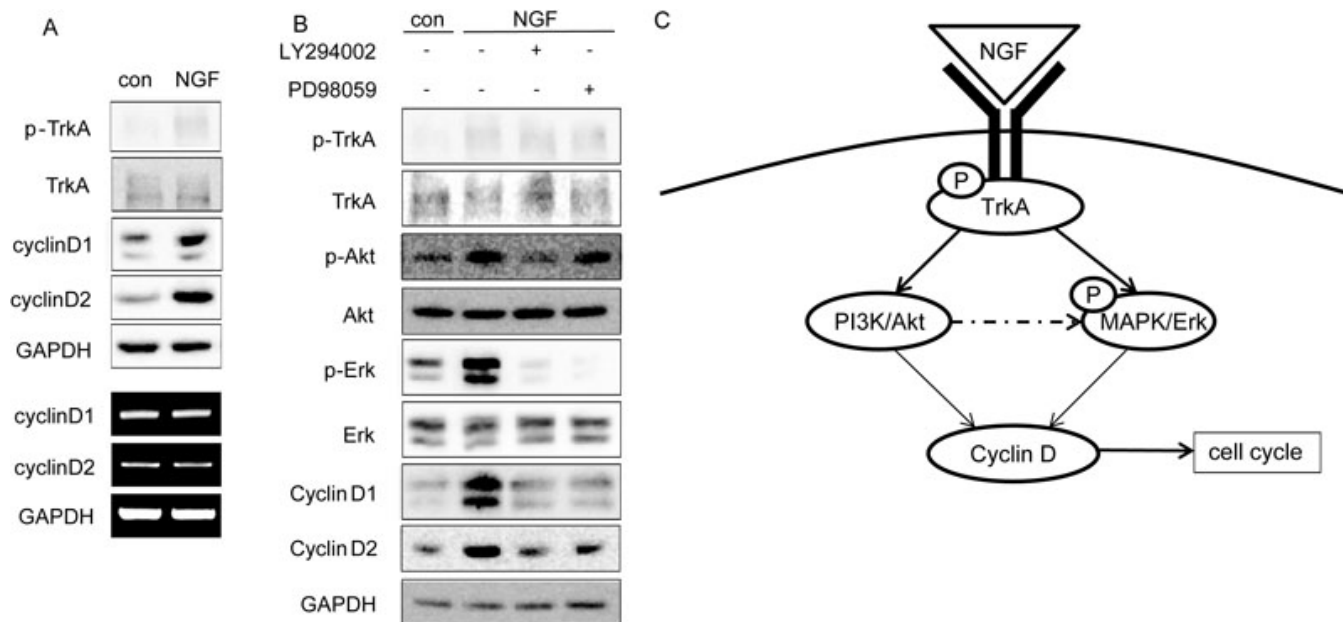 A
con NGF
p-TrkA
TrkA
cyclinD1
cyclinD2
GAPDH
cyclinD1
cyclinD2
GAPDH
B
con NGF
LY294002 - - + -
PD98059 - - - +
p-TrkA
TrkA
p-Akt
Akt
p-Erk
Erk
Cyclin D1
Cyclin D2
GAPDH
C
NGF
P
TrkA
P
PI3K/Akt MAPK/Erk
Cyclin D cell cycle